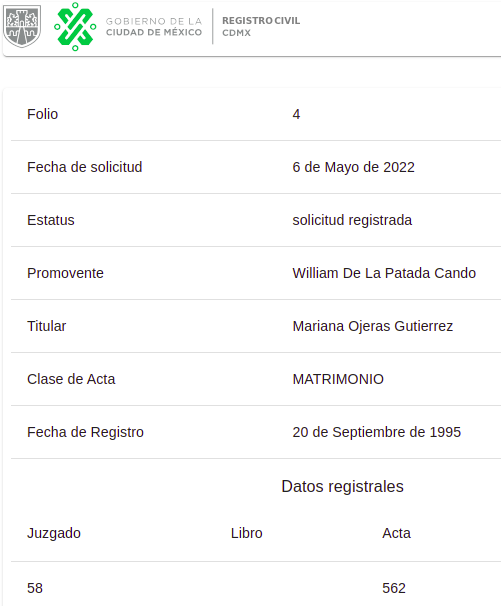 GOBIERNO DE LA
CIUDAD DE MÉXICO
REGISTRO CIVIL
CDMX
Folio 4
Fecha de solicitud 6 de Mayo de 2022
Estatus solicitud registrada
Promovente William De La Patada Cando
Titular Mariana Ojeras Gutierrez
Clase de Acta MATRIMONIO
Fecha de Registro 20 de Septiembre de 1995
Datos registrales
Juzgado Libro Acta
58 562